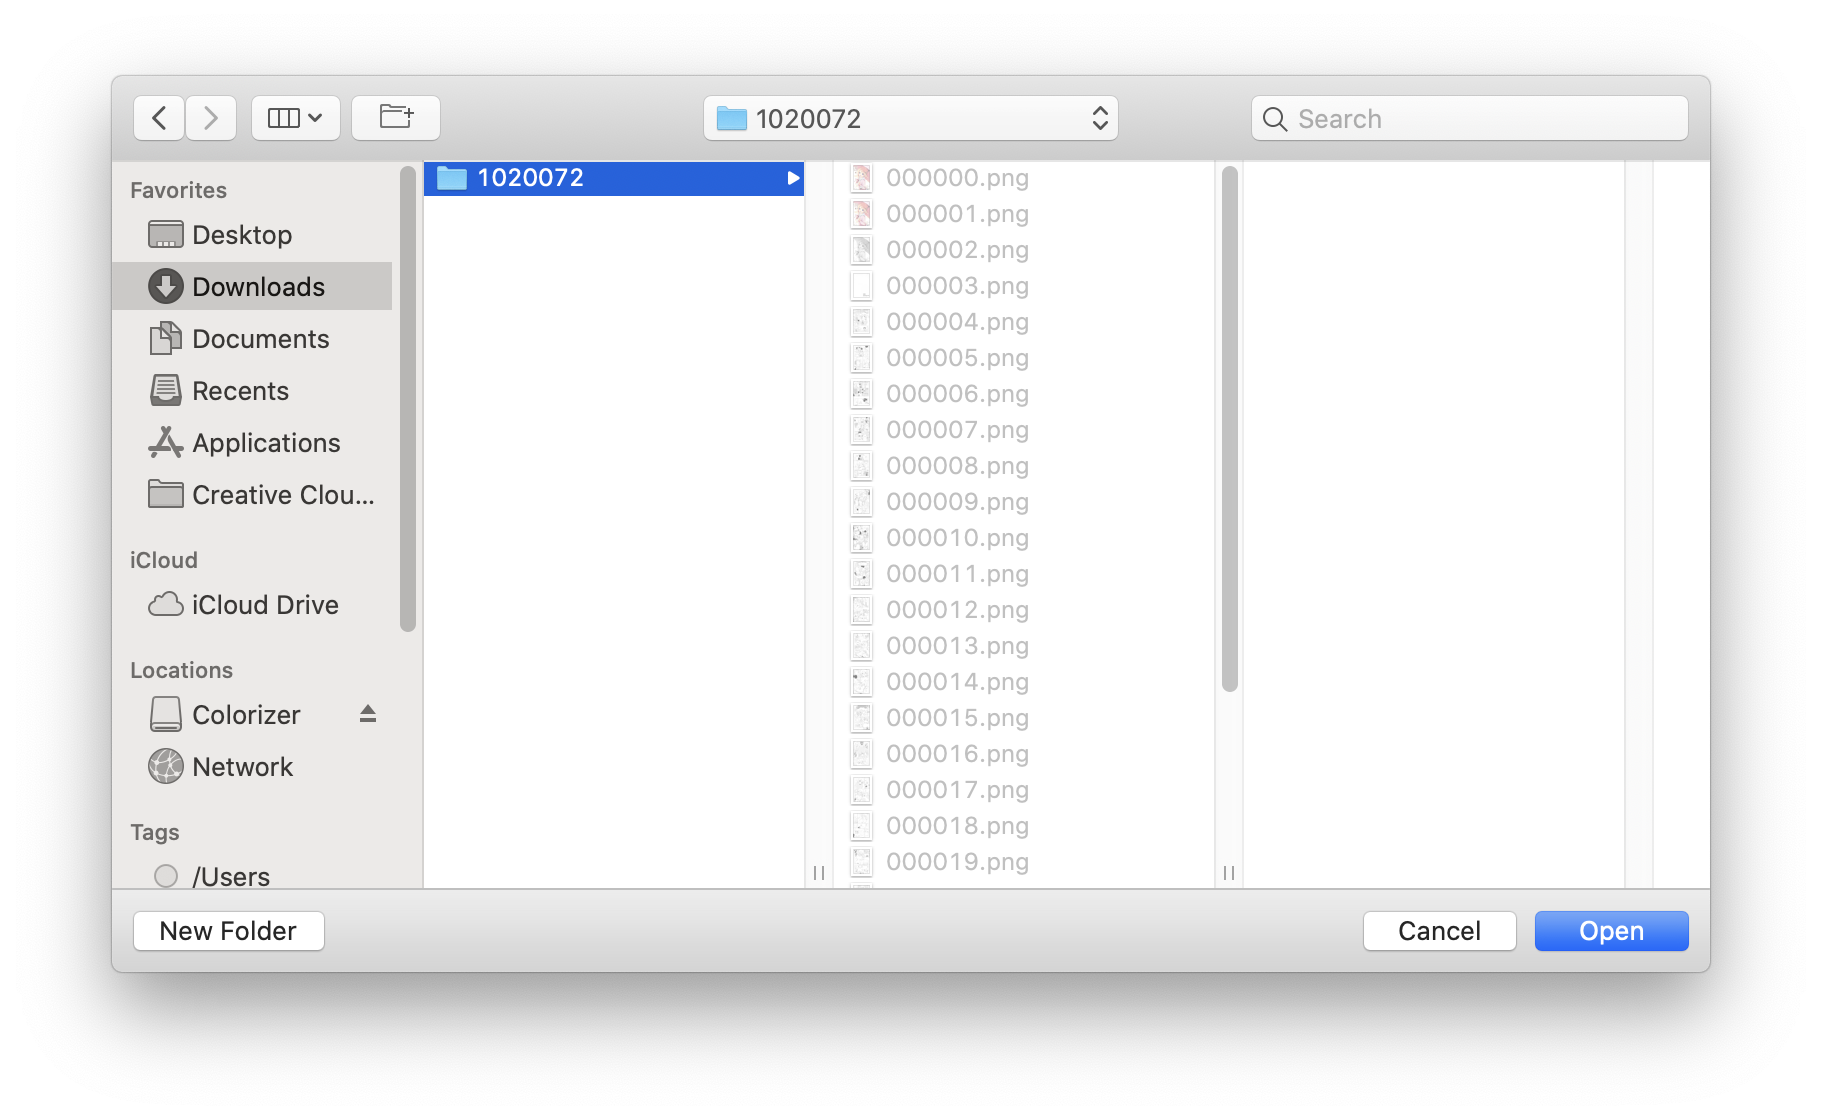 1020072
Search
Favorites
Desktop
Downloads
Documents
Recents
Applications
Creative Clou...
iCloud
iCloud Drive
Locations
Colorizer
Network
Tags
/Users
1020072
000000.png
000001.png
000002.png
000003.png
000004.png
000005.png
000006.png
000007.png
000008.png
000009.png
000010.png
000011.png
000012.png
000013.png
000014.png
000015.png
000016.png
000017.png
000018.png
000019.png
New Folder
Cancel
Open